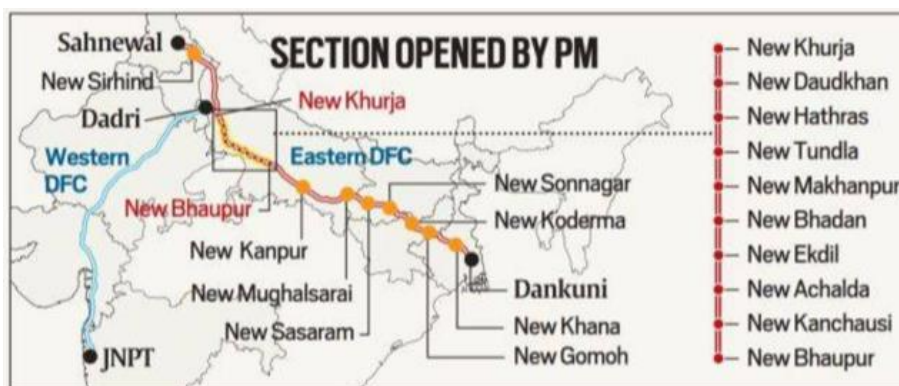 SECTION OPENED BY PM
Sahnewal
New Sirhind
Dadri
New Khurja
Western
DFC
Eastern DFC
New Bhaupur
New Sonnagar
New Koderma
New Kanpur
New Mughalsarai
Dankuni
New Sasaram
New Khana
New Gomoh
JNPT
New Khurja
New Daudkhan
New Hathras
New Tundla
New Makhanpur
New Bhadan
New Ekdil
New Achalda
New Kanchausi
New Bhaupur